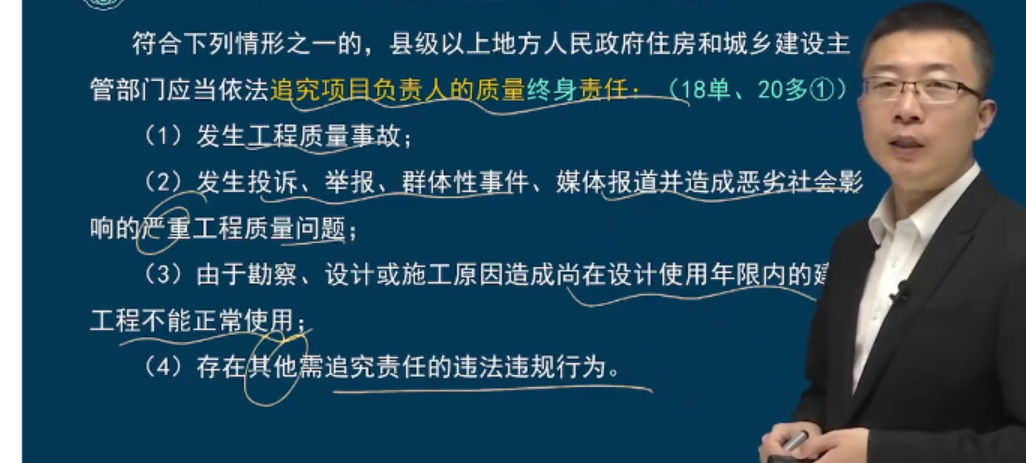 符合下列情形之一的，县级以上地方人民政府住房和城乡建设主
管部门应当依法追究项目负责人的质量终身责任：（18单、20多①）
（1）发生工程质量事故；
（2）发生投诉、举报、群体性事件、媒体报道并造成恶劣社会影
响的严重工程质量问题；
（3）由于勘察、设计或施工原因造成尚在设计使用年限内的建
工程不能正常使用；
（4）存在其他需追究责任的违法违规行为。